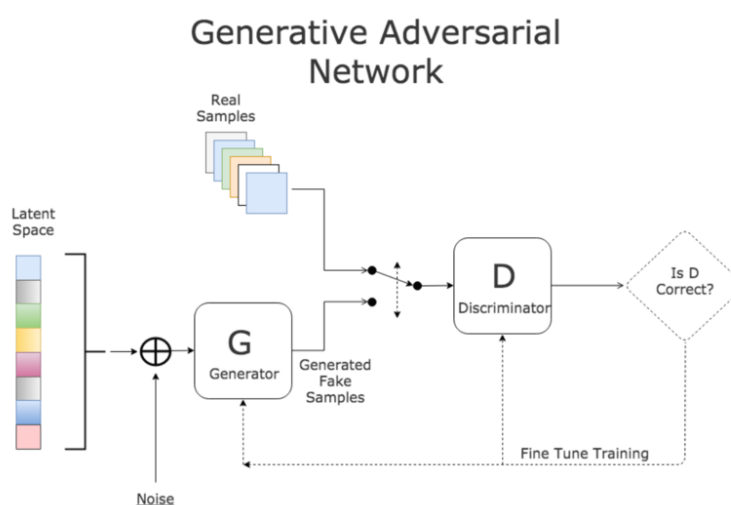 Generative Adversarial
Network
Real
Samples
Latent
Space
G
Generator
Generated
Fake
Samples
D
Discriminator
Is D
Correct?
Fine Tune Training
Noise